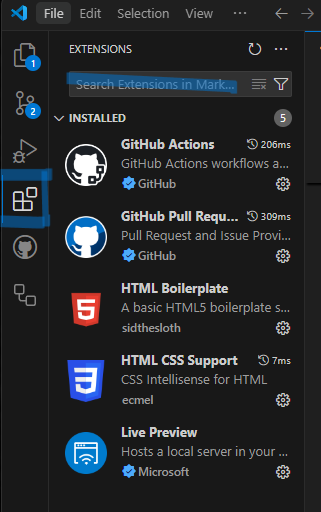 File Selection View ...
EXTENSIONS
1
Search Extensions in Mark...
2
INSTALLED 5
GitHub Actions 206ms
GitHub Actions workflows a...
GitHub
GitHub Pull Requ... 309ms
Pull Request and Issue Provi...
GitHub
HTML Boilerplate
A basic HTML5 boilerplate s...
sidthesloth
HTML CSS Support 7ms
CSS Intellisense for HTML
ecmel
Live Preview
Hosts a local server in your ...
Microsoft